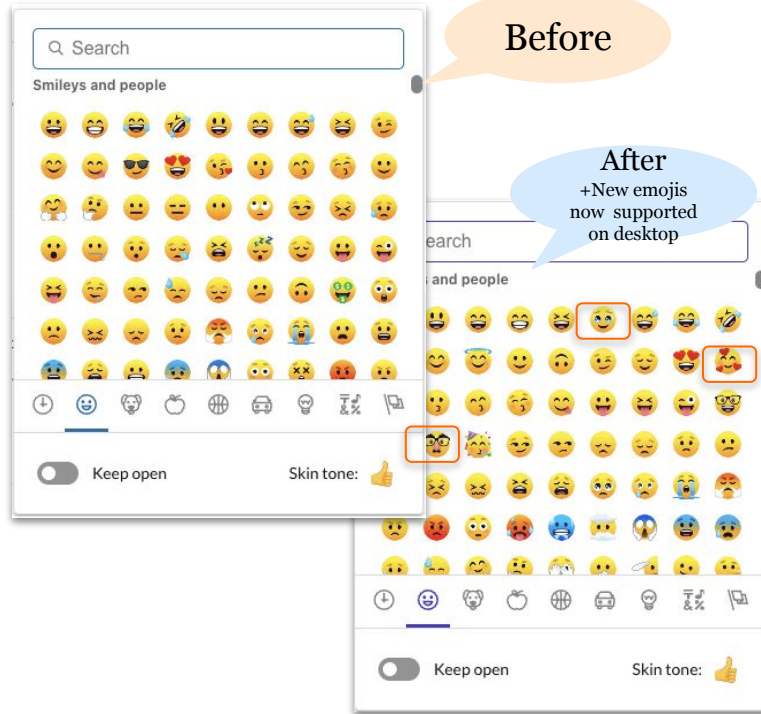 Before
Search
Smileys and people
After
+New emojis
now supported
on desktop
earch
and people
Keep open
Skin tone:
Keep open
Skin tone: